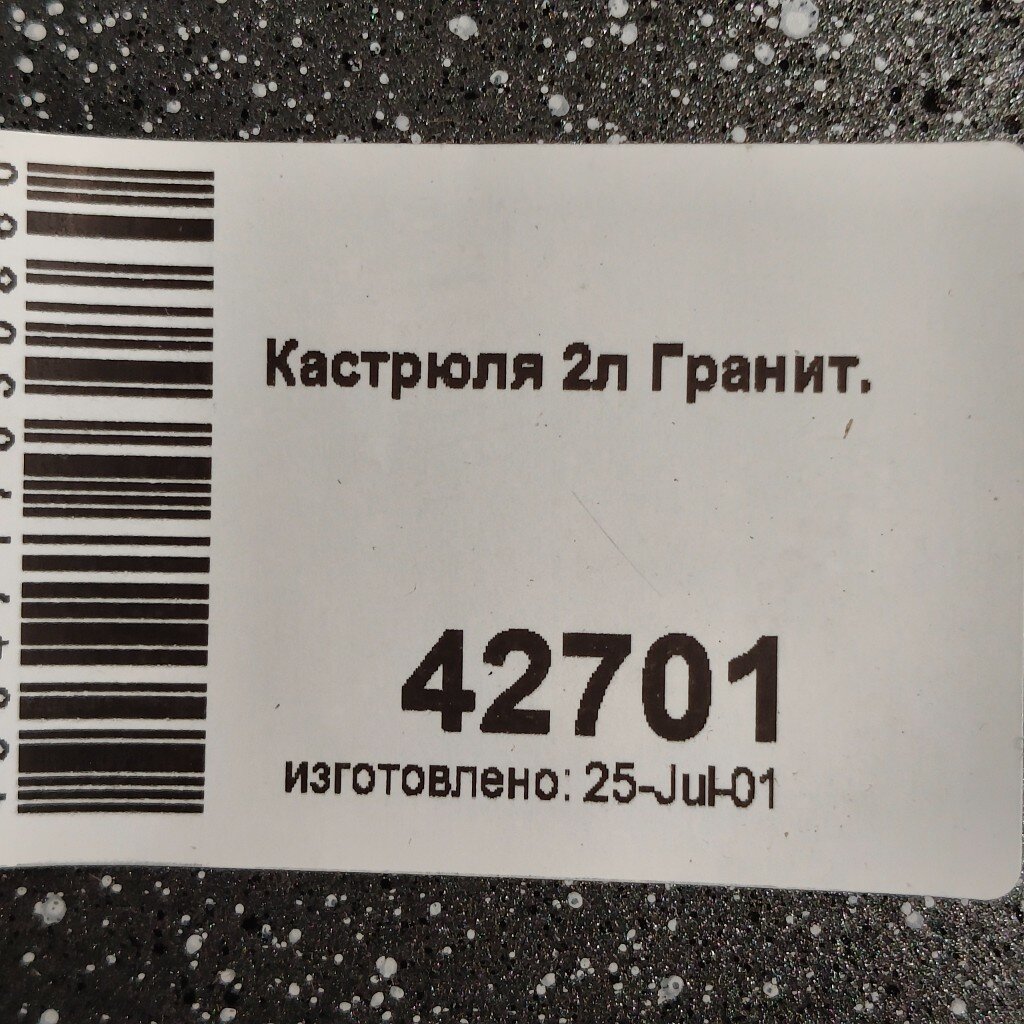 Кастрюля 2л Гранит.
42701
изготовлено: 25-Jul-01